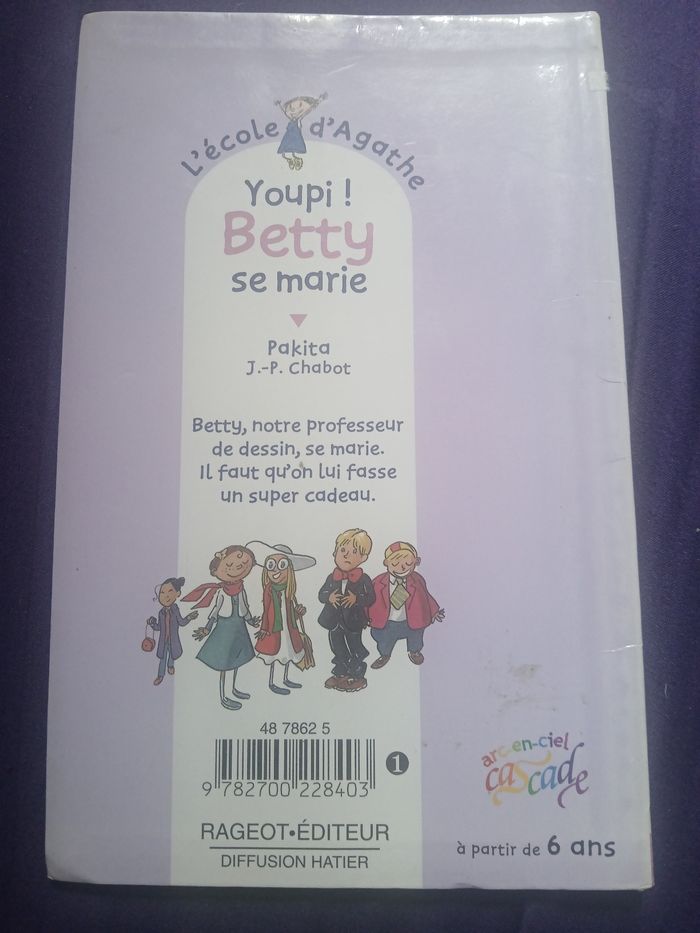 L'école d'Agathe
Youpi !
Betty
se marie
Pakita
J.-P. Chabot
Betty, notre professeur
de dessin, se marie.
Il faut qu'on lui fasse
un super cadeau.
48 7862 5
9 782700 228403
1
RAGEOT•ÉDITEUR
DIFFUSION HATIER
arc-en-ciel
cascade
à partir de 6 ans